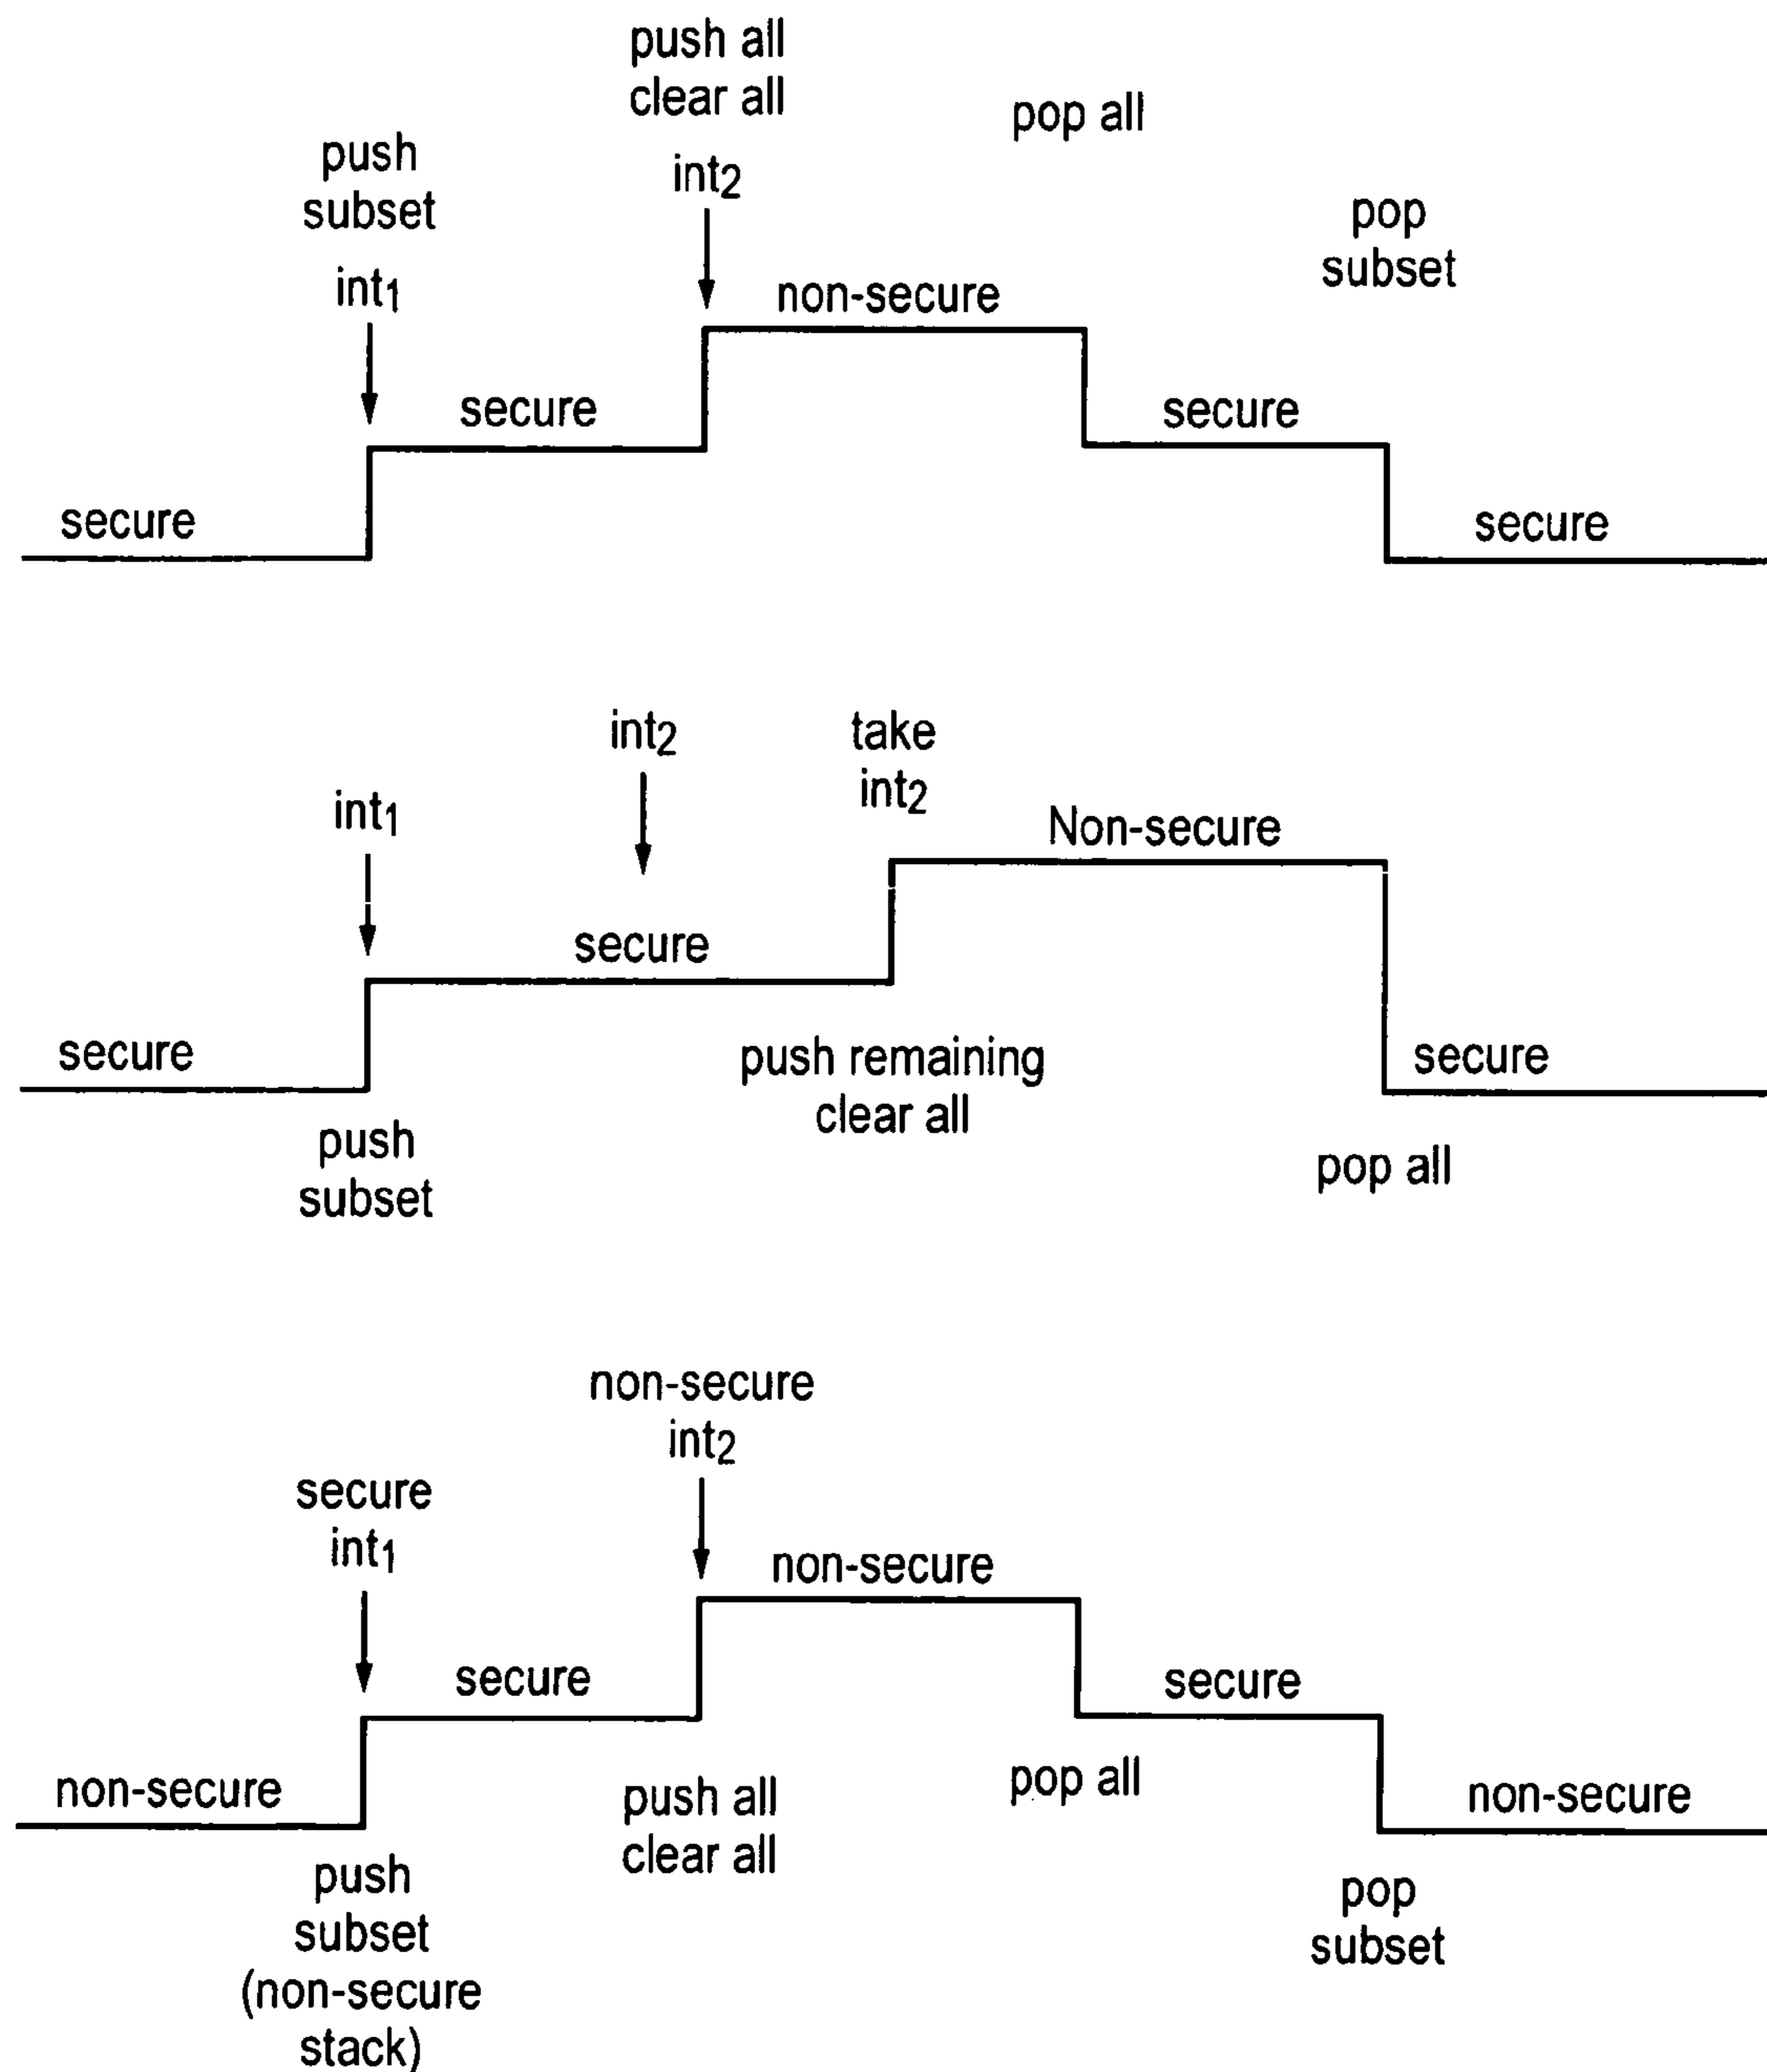 push all
clear all
pop all
push
subset
int2
pop
subset
int1
non-secure
secure
secure
secure
secure
int2
take
int2
int1
Non-secure
secure
secure
push remaining
clear all
secure
push
subset
pop all
non-secure
int2
secure
int1
non-secure
secure
secure
non-secure
push all
clear all
pop all
non-secure
push
subset
(non-secure
stack)
pop
subset